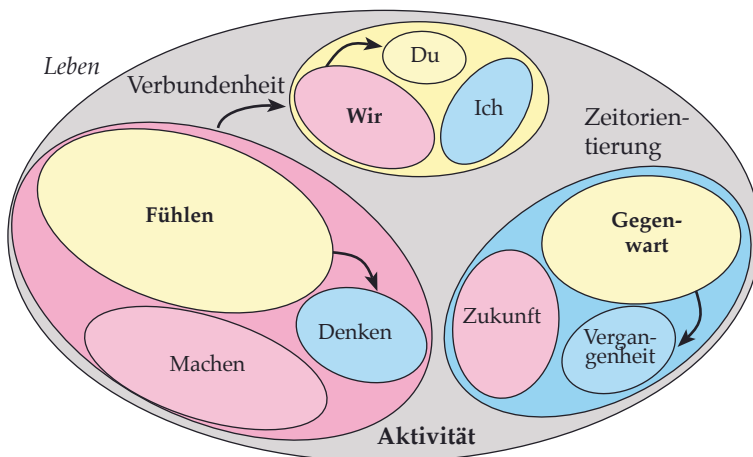 Leben
Verbundenheit
Du
Wir
Ich
Zeitorien-
tierung
Fühlen
Gegen-
wart
Denken
Machen
Zukunft
Vergan-
genheit
Aktivität